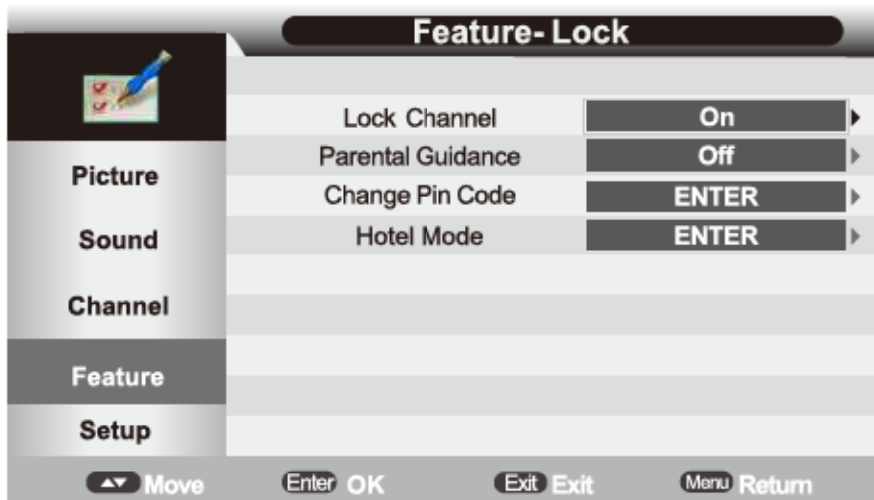 Feature- Lock
Lock Channel On
Parental Guidance Off
Change Pin Code ENTER
Hotel Mode ENTER
Picture
Sound
Channel
Feature
Setup
Move Enter OK Exit Exit Menu Return